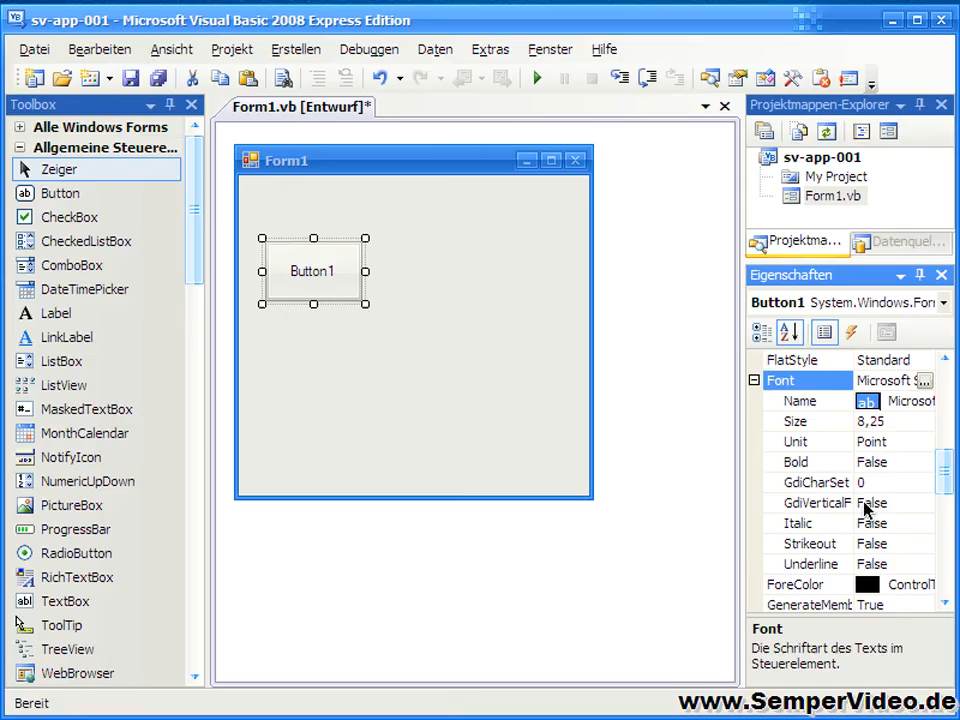 sv-app-001 - Microsoft Visual Basic 2008 Express Edition
Datei Bearbeiten Ansicht Projekt Erstellen Debuggen Daten Extras Fenster Hilfe
Toolbox
Alle Windows Forms
Allgemeine Steuere...
Zeiger
Button
CheckBox
CheckedListBox
ComboBox
DateTimePicker
Label
LinkLabel
ListBox
ListView
MaskedTextBox
MonthCalendar
NotifyIcon
NumericUpDown
PictureBox
ProgressBar
RadioButton
RichTextBox
TextBox
ToolTip
TreeView
WebBrowser
Form1.vb [Entwurf]*
Form1
Button1
Projektmappen-Explorer
sv-app-001
My Project
Form1.vb
Projektma...
Datenquel...
Eigenschaften
Button1 System.Windows.For
FlatStyle Standard
Font Microsoft S ...
Name ab Microsof
Size 8,25
Unit Point
Bold False
GdiCharSet 0
GdiVerticalF False
Italic False
Strikeout False
Underline False
ForeColor ControlT
GenerateMemb True
Font
Die Schriftart des Texts im
Steuerelement.
Bereit
www.SemperVideo.de